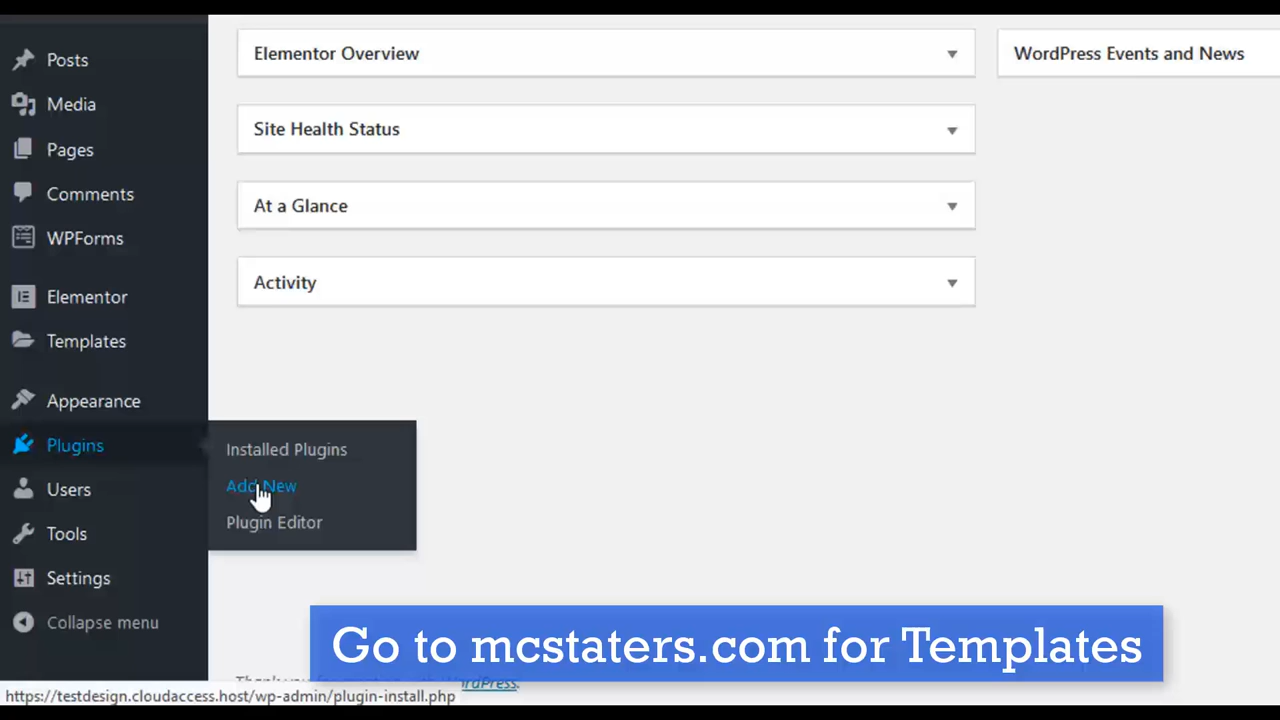 Posts
Media
Pages
Comments
WPForms
Elementor
Templates
Appearance
Plugins
Users
Tools
Settings
Collapse menu
Elementor Overview
Site Health Status
At a Glance
Activity
WordPress Events and News
Installed Plugins
Add New
Plugin Editor
Go to mcstaters.com for Templates
WordPress.
https://testdesign.cloudaccess.host/wp-admin/plugin-install.php